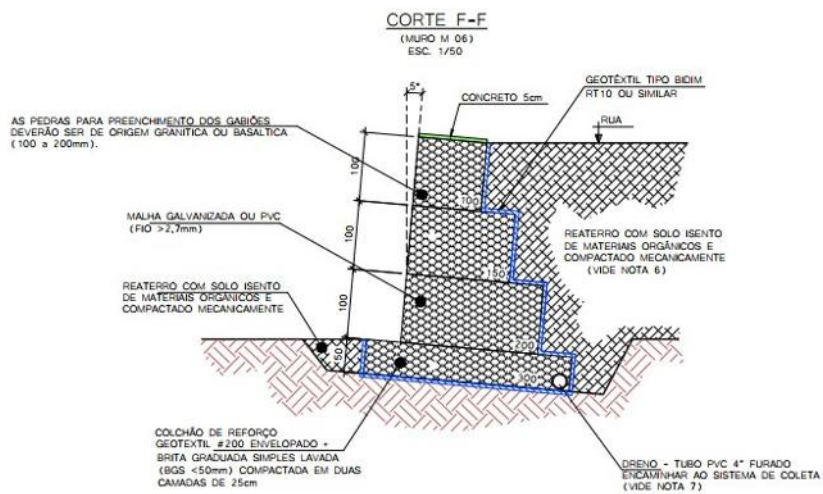 CORTE F-F
(MURO M 06)
ESC. 1/50
5°
CONCRETO 5cm
GEOTÊXTIL TIPO BIDIM
RT10 OU SIMILAR
RUA
AS PEDRAS PARA PREENCHIMENTO DOS GABIÕES
DEVERÃO SER DE ORIGEM GRANITICA OU BASALTICA
(100 a 200mm).
100
100
MALHA GALVANIZADA OU PVC
(FIO >2,7mm)
100
150
REATERRO COM SOLO ISENTO
DE MATERIAIS ORGÂNICOS E
COMPACTADO MECANICAMENTE
(VIDE NOTA 6)
REATERRO COM SOLO ISENTO
DE MATERIAIS ORGANICOS E
COMPACTADO MECANICAMENTE
100
200
50
300
COLCHÃO DE REFORÇO
GEOTEXTIL #200 ENVELOPADO +
BRITA GRADUADA SIMPLES LAVADA
(BGS <50mm) COMPACTADA EM DUAS
CAMADAS DE 25cm
DRENO - TUBO PVC 4" FURADO
ENCAMINHAR AO SISTEMA DE COLETA
(VIDE NOTA 7)